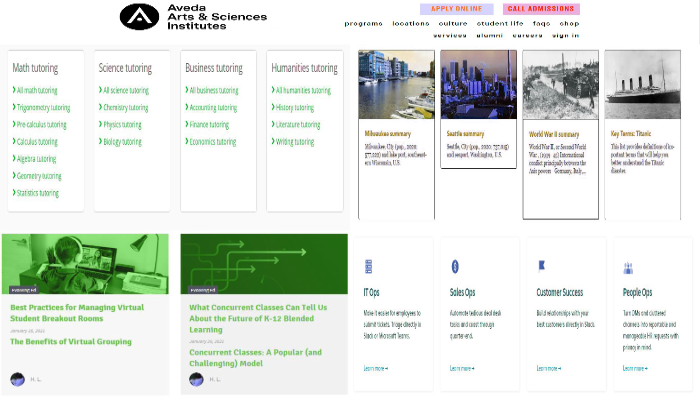 Aveda
Arts & Sciences
Institutes
APPLY ONLINE
CALL ADMISSIONS
programs locations culture student life faqs shop
services alumni careers sign in
Math tutoring
All math tutoring
Trigonometry tutoring
Pre-calculus tutoring
Calculus tutoring
Algebra tutoring
Geometry tutoring
Statistics tutoring
Science tutoring
All science tutoring
Chemistry tutoring
Physics tutoring
Biology tutoring
Business tutoring
All business tutoring
Accounting tutoring
Finance tutoring
Economics tutoring
Humanities tutoring
All humanities tutoring
History tutoring
Literature tutoring
Writing tutoring
Milwaukee summary
Milwaukee, City (pop., 2020:
577,222) and lake port, southeast-
ern Wisconsin, U.S.
Seattle summary
Seattle, City (pop., 2020: 737,015)
and seaport, Washington, U.S.
World War II summary
World War II, or Second World
War, (1939–45) International
conflict principally between the
Axis powers Germany, Italy,...
Key Terms: Titanic
This list provides definitions of im-
portant terms that will help you
better understand the Titanic
disaster.
Best Practices for Managing Virtual
Student Breakout Rooms
The Benefits of Virtual Grouping
H. L.
What Concurrent Classes Can Tell Us
About the Future of K-12 Blended
Learning
Concurrent Classes: A Popular (and
Challenging) Model
H. L.
IT Ops
Make it easier for employees to
submit tickets. Triage directly in
Slack or Microsoft Teams.
Learn more →
Sales Ops
Automate tedious deal desk
tasks and coast through
quarter-end.
Learn more →
Customer Success
Build relationships with your
best customers directly in Slack.
Learn more →
People Ops
Turn DMs and cluttered
channels into reportable and
manageable HR requests with
privacy in mind.
Learn more →